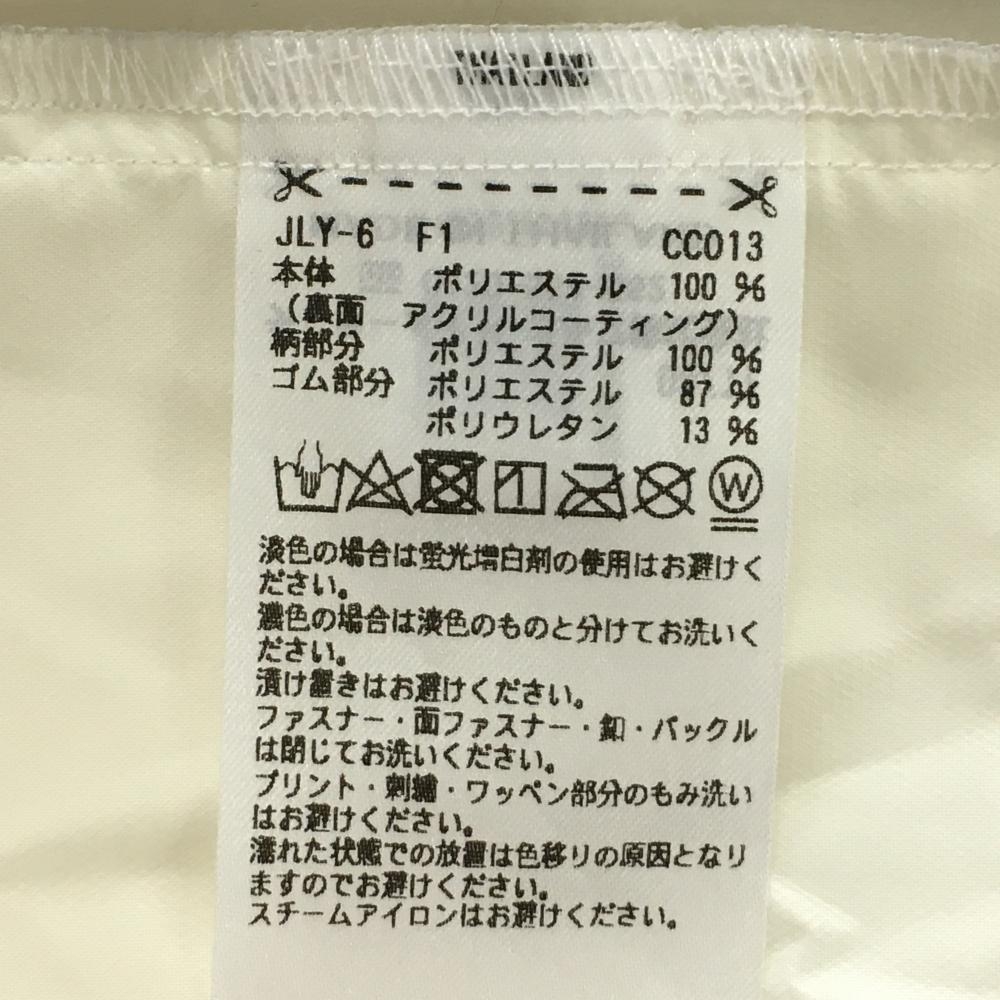 THAILAND
JLY-6 F1 CC013
本体 ポリエステル 100 %
（裏面 アクリルコーティング）
柄部分 ポリエステル 100 %
ゴム部分 ポリエステル 87 %
ポリウレタン 13 %
W
淡色の場合は蛍光増白剤の使用はお避けく
ださい。
濃色の場合は淡色のものと分けてお洗いく
ださい。
漬け置きはお避けください。
ファスナー・面ファスナー・釦・バックル
は閉じてお洗いください。
プリント・刺繍・ワッペン部分のもみ洗い
はお避けください。
濡れた状態での放置は色移りの原因となり
ますのでお避けください。
スチームアイロンはお避けください。